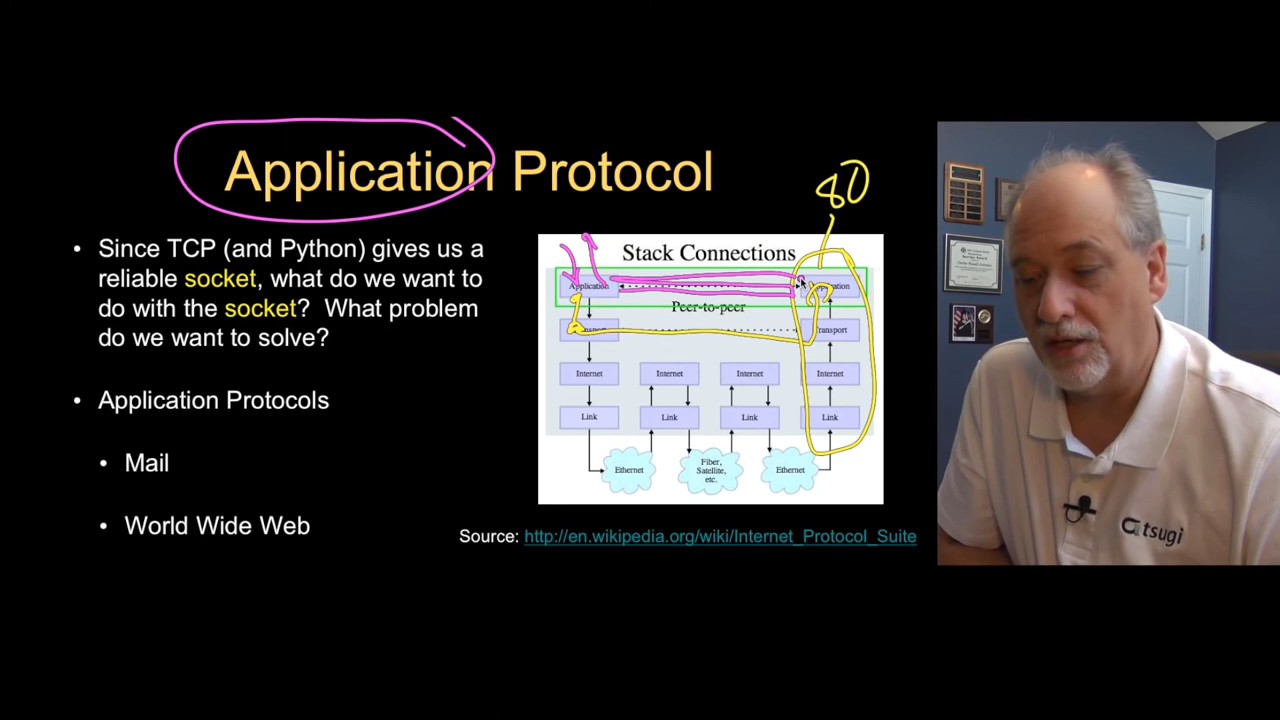 Application Protocol
80
• Since TCP (and Python) gives us a
reliable socket, what do we want to
do with the socket? What problem
do we want to solve?
• Application Protocols
• Mail
• World Wide Web
Stack Connections
Application
Peer-to-peer
Transport
Internet Internet Internet Internet
Link Link Link Link
Ethernet Fiber, Satellite, etc. Ethernet
Source: http://en.wikipedia.org/wiki/Internet_Protocol_Suite
tsugi